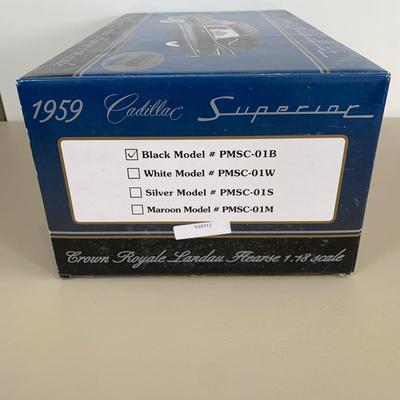 1959 Cadillac Superior
Black Model # PMSC-01B
White Model # PMSC-01W
Silver Model # PMSC-01S
Maroon Model # PMSC-01M
Y69512
Crown Royale Landau Hearse 1:18 scale